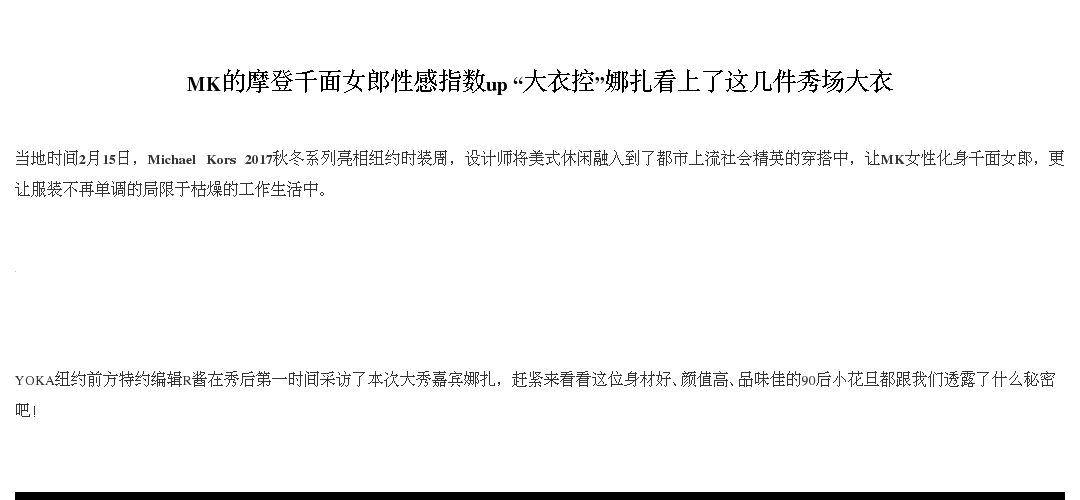 MK的摩登千面女郎性感指数up “大衣控”娜扎看上了这几件秀场大衣
当地时间2月15日，Michael Kors 2017秋冬系列亮相纽约时装周，设计师将美式休闲融入到了都市上流社会精英的穿搭中，让MK女性化身千面女郎，更
让服装不再单调的局限于枯燥的工作生活中。
YOKA纽约前方特约编辑R酱在秀后第一时间采访了本次大秀嘉宾娜扎，赶紧来看看这位身材好、颜值高、品味佳的90后小花旦都跟我们透露了什么秘密
吧！